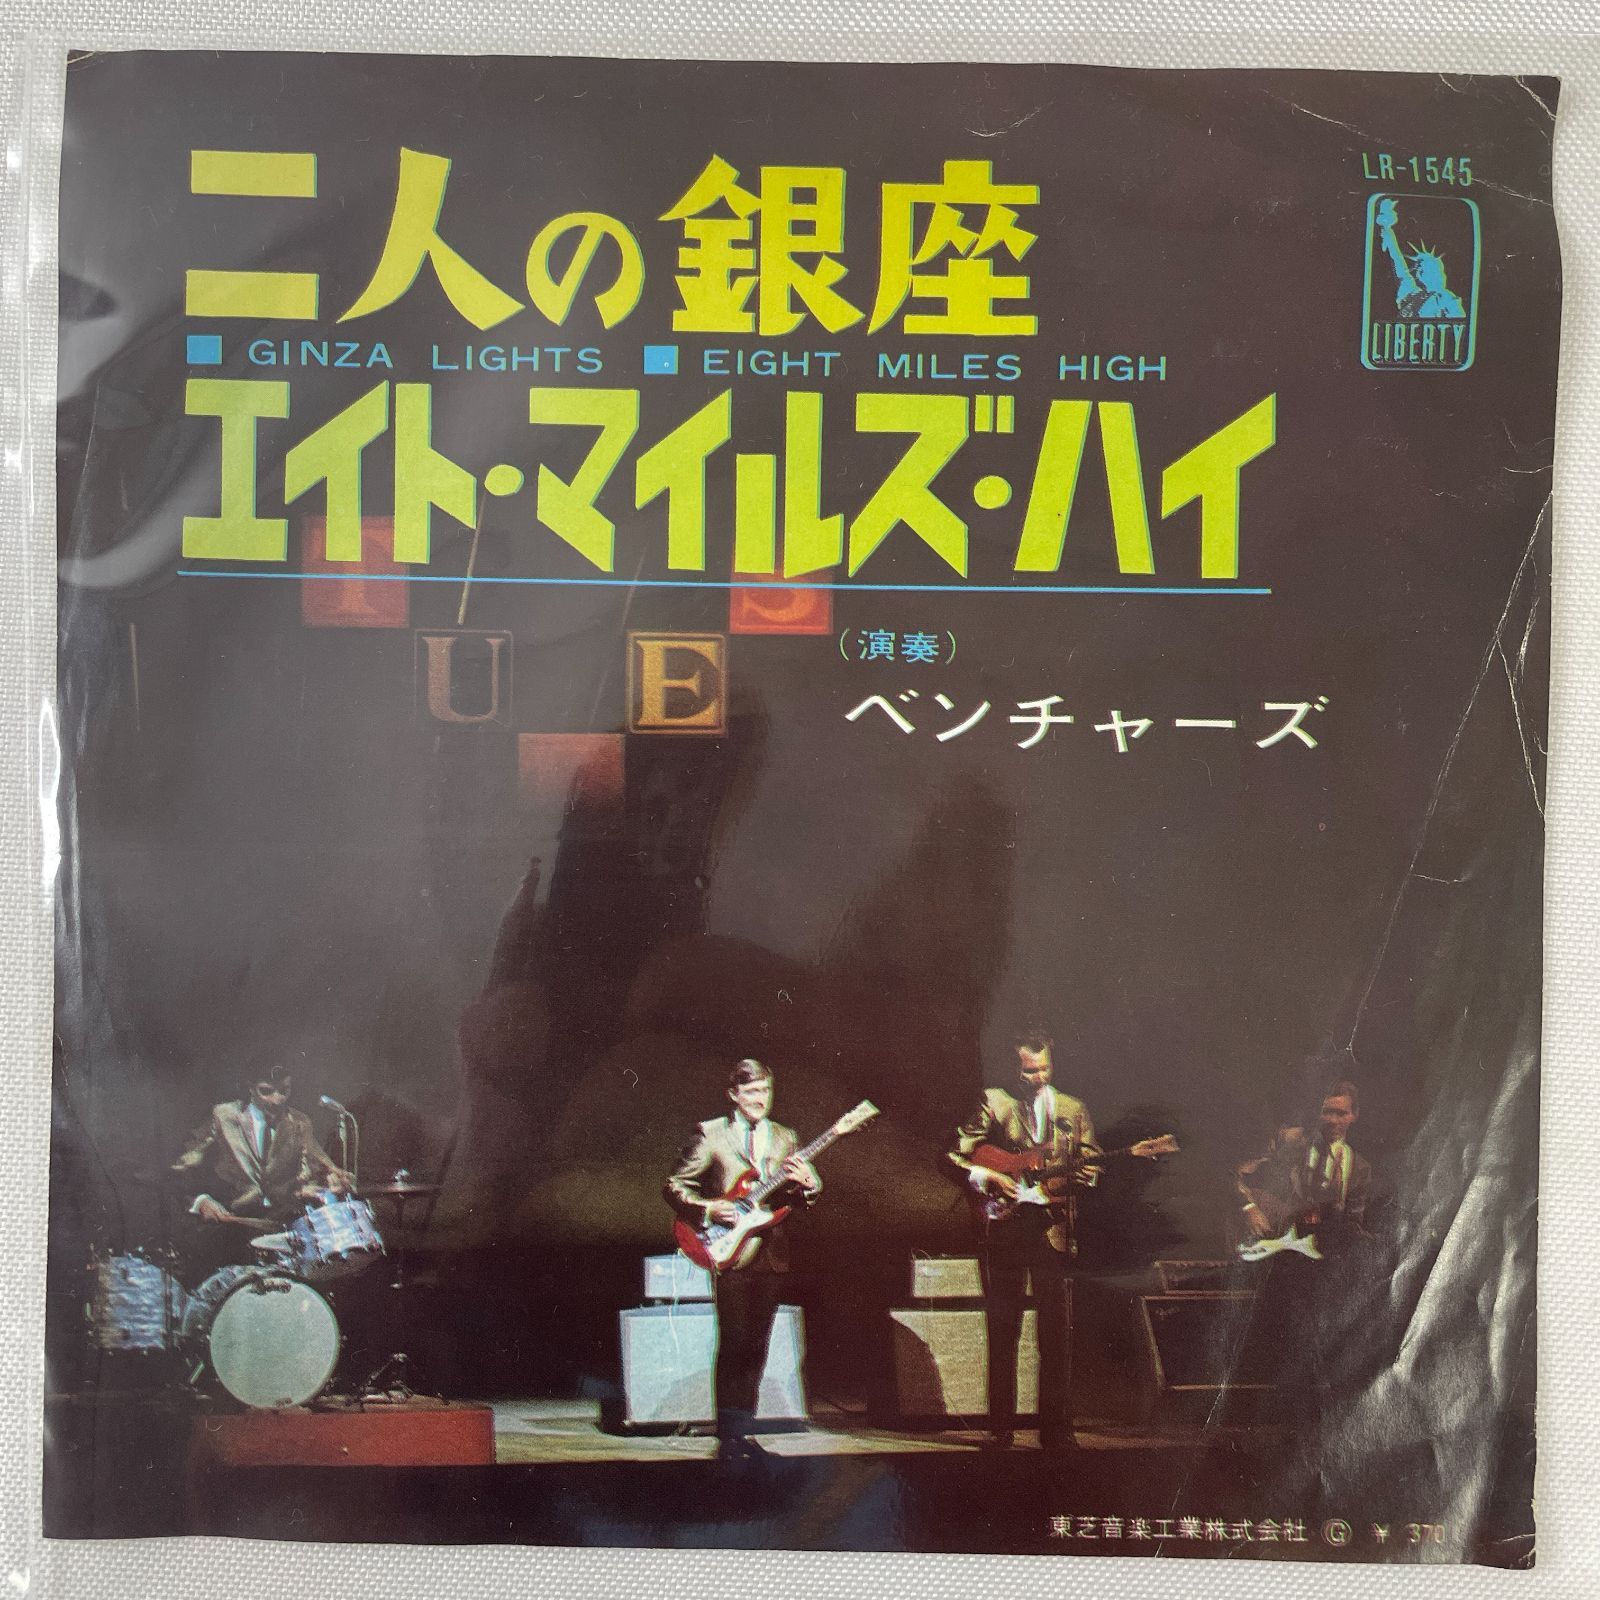 LR-1545
二人の銀座
■ GINZA LIGHTS ■ EIGHT MILES HIGH
LIBERTY
エイト・マイルズ・ハイ
UES
(演奏)
ベンチャーズ
東芝音楽工業株式会社 Ⓖ ¥ 370